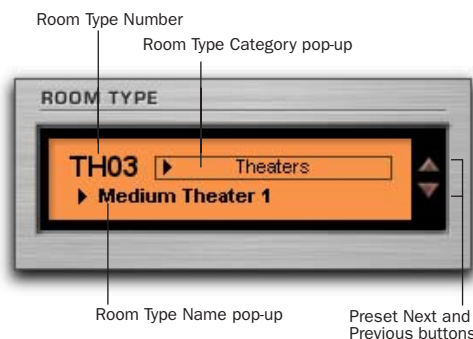 Room Type Number
Room Type Category pop-up
ROOM TYPE
TH03
Theaters
Medium Theater 1
Room Type Name pop-up
Preset Next and
Previous buttons